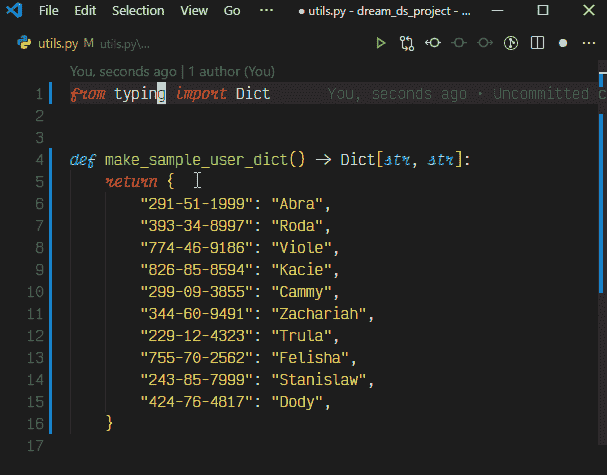 File Edit Selection View Go ··· ● utils.py - dream_ds_project - ...
utils.py M utils.py\...
You, seconds ago | 1 author (You)
1 from typing import Dict You, seconds ago • Uncommitted c
2
3
4 def make_sample_user_dict() → Dict[str, str]:
5 return {
6 "291-51-1999": "Abra",
7 "393-34-8997": "Roda",
8 "774-46-9186": "Viole",
9 "826-85-8594": "Kacie",
10 "299-09-3855": "Cammy",
11 "344-60-9491": "Zachariah",
12 "229-12-4323": "Trula",
13 "755-70-2562": "Felisha",
14 "243-85-7999": "Stanislaw",
15 "424-76-4817": "Dody",
16 }
17